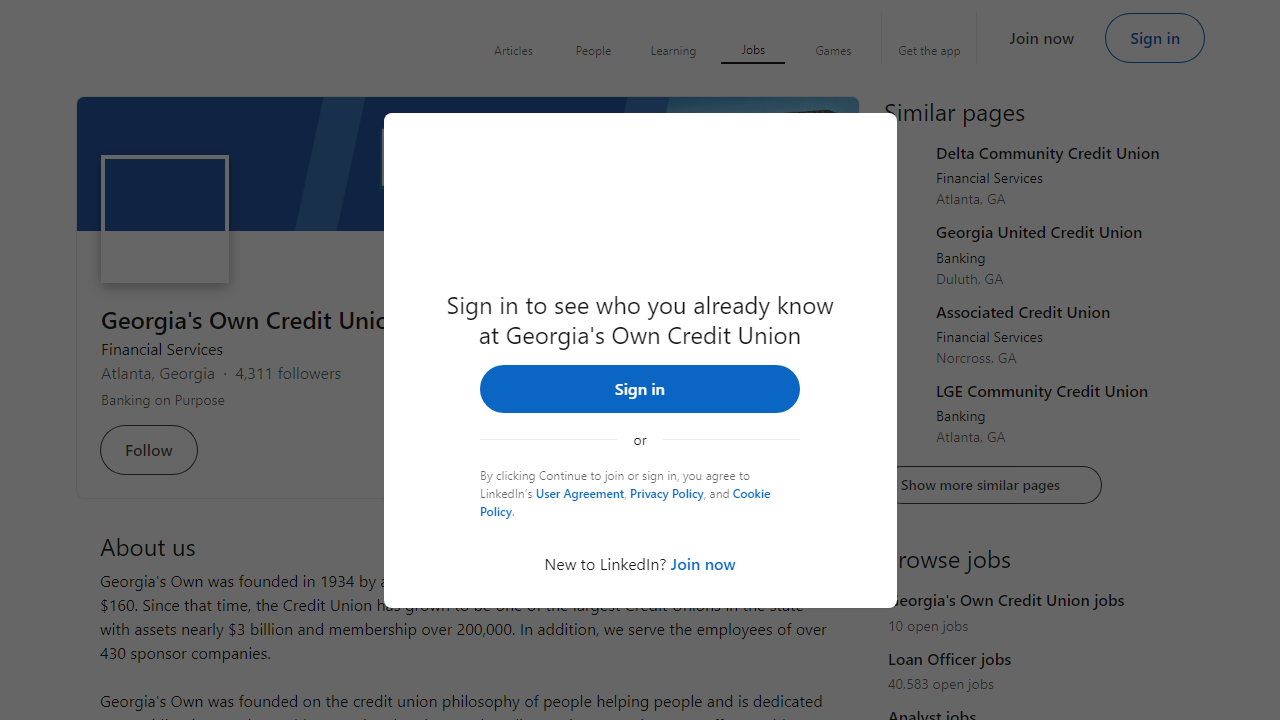 Articles
People
Learning
Jobs
Games
Get the app
Join now
Sign in
Georgia's Own Credit
Financial Services
Atlanta, Georgia · 4,311 followers
Banking on Purpose
Follow
Sign in to see who you already know
at Georgia's Own Credit Union
Sign in
or
By clicking Continue to join or sign in, you agree to
LinkedIn's User Agreement, Privacy Policy, and Cookie
Policy.
New to LinkedIn? Join now
About us
Georgia's Own was founded in 1934 by
$160. Since that time, the Credit Union has grown to be one of the largest Credit Unions in the state
with assets nearly $3 billion and membership over 200,000. In addition, we serve the employees of over
430 sponsor companies.
Georgia's Own was founded on the credit union philosophy of people helping people and is dedicated
Similar pages
Delta Community Credit Union
Financial Services
Atlanta, GA
Georgia United Credit Union
Banking
Duluth, GA
Associated Credit Union
Financial Services
Norcross, GA
LGE Community Credit Union
Banking
Atlanta, GA
Show more similar pages
Browse jobs
Georgia's Own Credit Union jobs
10 open jobs
Loan Officer jobs
40,583 open jobs
Analyst jobs